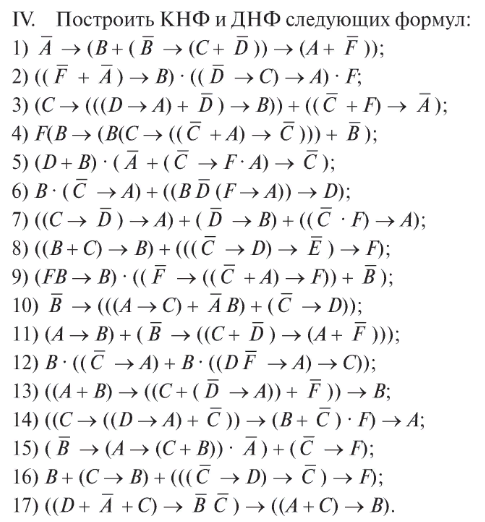 IV. Построить КНФ и ДНФ следующих формул:
1) A̅ → (B + ( B̅ → (C + D̅ )) → (A + F̅ ));
2) (( F̅ + A̅ ) → B) · (( D̅ → C) → A) · F;
3) (C → (((D → A) + D̅ ) → B)) + (( C̅ + F) → A̅ );
4) F(B → (B(C → (( C̅ + A) → C̅ ))) + B̅ );
5) (D + B) · ( A̅ + ( C̅ → F · A) → C̅ );
6) B · ( C̅ → A) + ((B D̅ (F → A)) → D);
7) ((C → D̅ ) → A) + ( D̅ → B) + (( C̅ · F) → A);
8) ((B + C) → B) + ((( C̅ → D) → E̅ ) → F);
9) (FB → B) · (( F̅ → (( C̅ + A) → F)) + B̅ );
10) B̅ → (((A → C) + A̅ B) + ( C̅ → D));
11) (A → B) + ( B̅ → ((C + D̅ ) → (A + F̅ )));
12) B · (( C̅ → A) + B · ((D F̅ → A) → C));
13) ((A + B) → ((C + ( D̅ → A)) + F̅ )) → B;
14) ((C → ((D → A) + C̅ )) → (B + C̅ ) · F) → A;
15) ( B̅ → (A → (C + B)) · A̅ ) + ( C̅ → F);
16) B + (C → B) + ((( C̅ → D) → C̅ ) → F);
17) ((D + A̅ + C) → B̅ C̅ ) → ((A + C) → B).